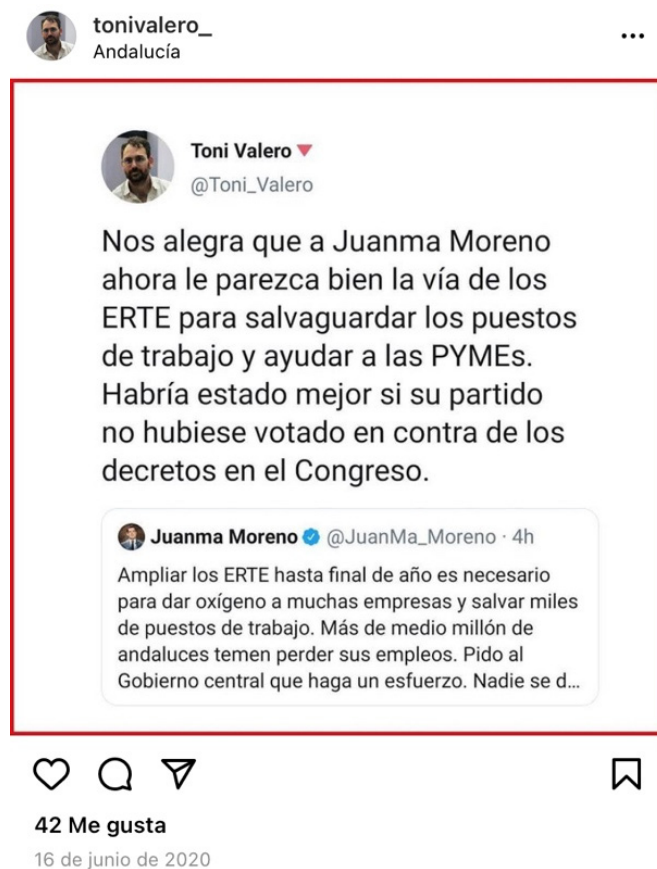 tonivalero_
Andalucía
Toni Valero
@Toni_Valero
Nos alegra que a Juanma Moreno
ahora le parezca bien la vía de los
ERTE para salvaguardar los puestos
de trabajo y ayudar a las PYMEs.
Habría estado mejor si su partido
no hubiese votado en contra de los
decretos en el Congreso.
Juanma Moreno @JuanMa_Moreno · 4h
Ampliar los ERTE hasta final de año es necesario
para dar oxígeno a muchas empresas y salvar miles
de puestos de trabajo. Más de medio millón de
andaluces temen perder sus empleos. Pido al
Gobierno central que haga un esfuerzo. Nadie se d...
42 Me gusta
16 de junio de 2020